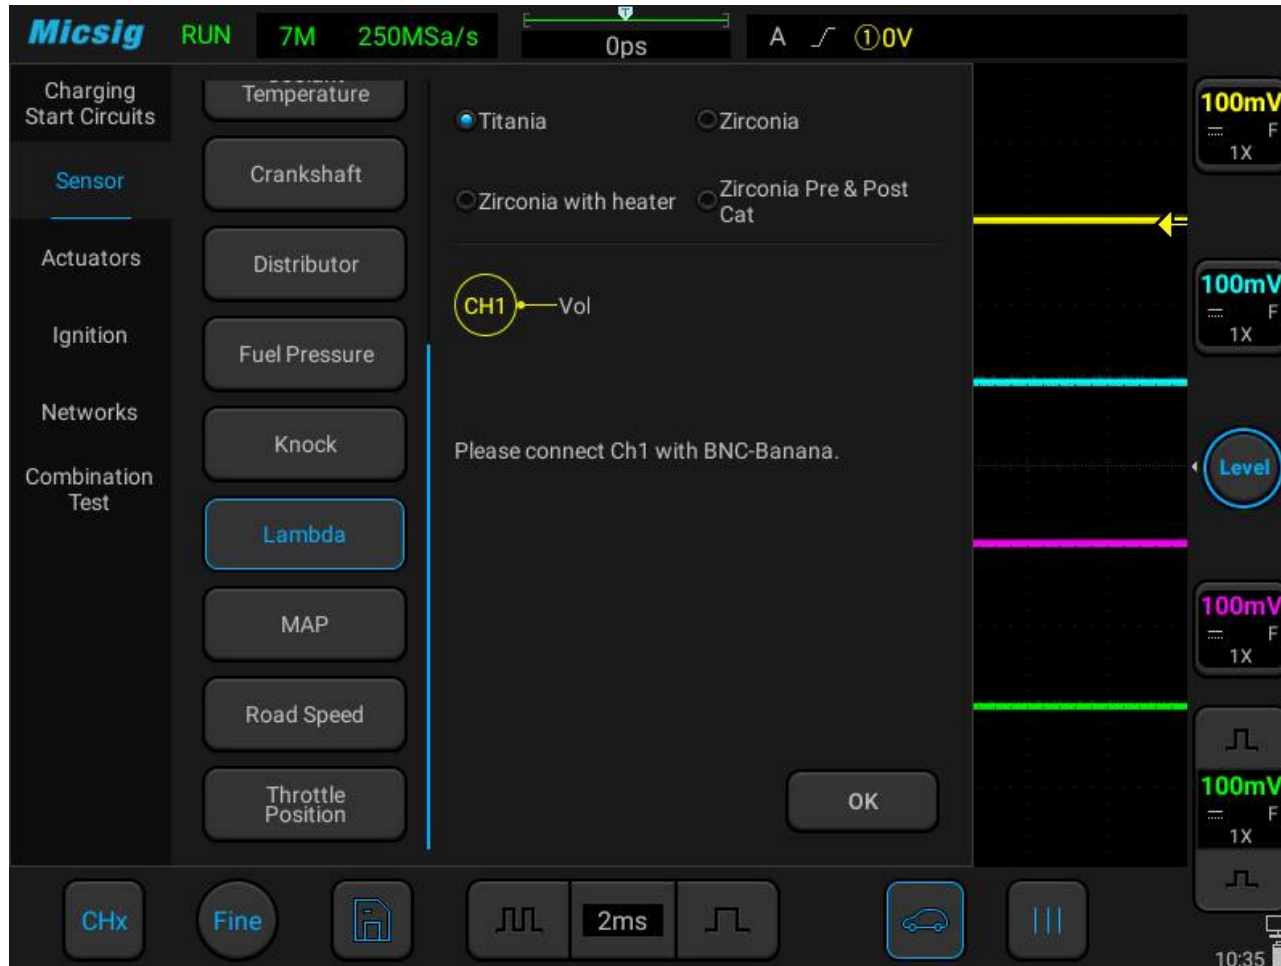 Micsig
RUN
7M 250MSa/s
T
0ps
A ①0V
Charging
Start Circuits
Sensor
Actuators
Ignition
Networks
Combination
Test
Temperature
Crankshaft
Distributor
Fuel Pressure
Knock
Lambda
MAP
Road Speed
Throttle
Position
Titania
Zirconia
Zirconia with heater
Zirconia Pre & Post
Cat
CH1
Vol
Please connect Ch1 with BNC-Banana.
OK
100mV
F
1X
100mV
F
1X
Level
100mV
F
1X
100mV
F
1X
CHx
Fine
2ms
10:35